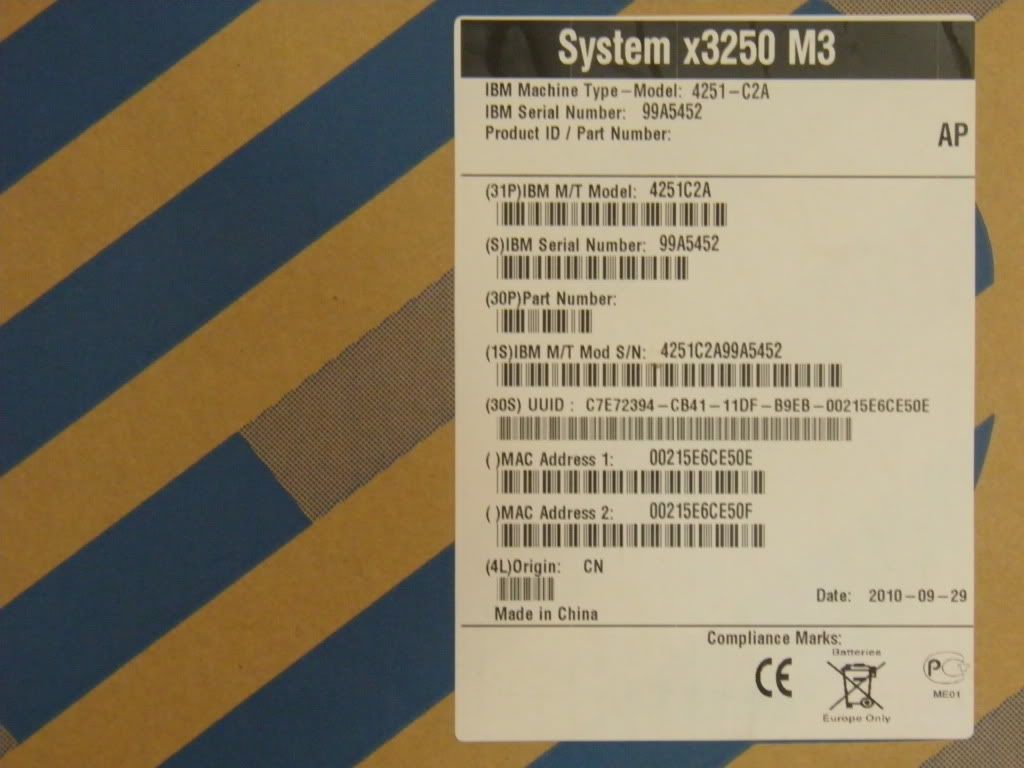 System x3250 M3
IBM Machine Type-Model: 4251-C2A
IBM Serial Number: 99A5452
Product ID / Part Number:
AP
(31P)IBM M/T Model: 4251C2A
(S)IBM Serial Number: 99A5452
(30P)Part Number:
(1S)IBM M/T Mod S/N: 4251C2A99A5452
(30S) UUID : C7E72394-CB41-11DF-B9EB-00215E6CE50E
( )MAC Address 1: 00215E6CE50E
( )MAC Address 2: 00215E6CE50F
(4L)Origin: CN
Made in China
Date: 2010-09-29
Compliance Marks:
Batteries
CE
Europe Only
PC
ME01